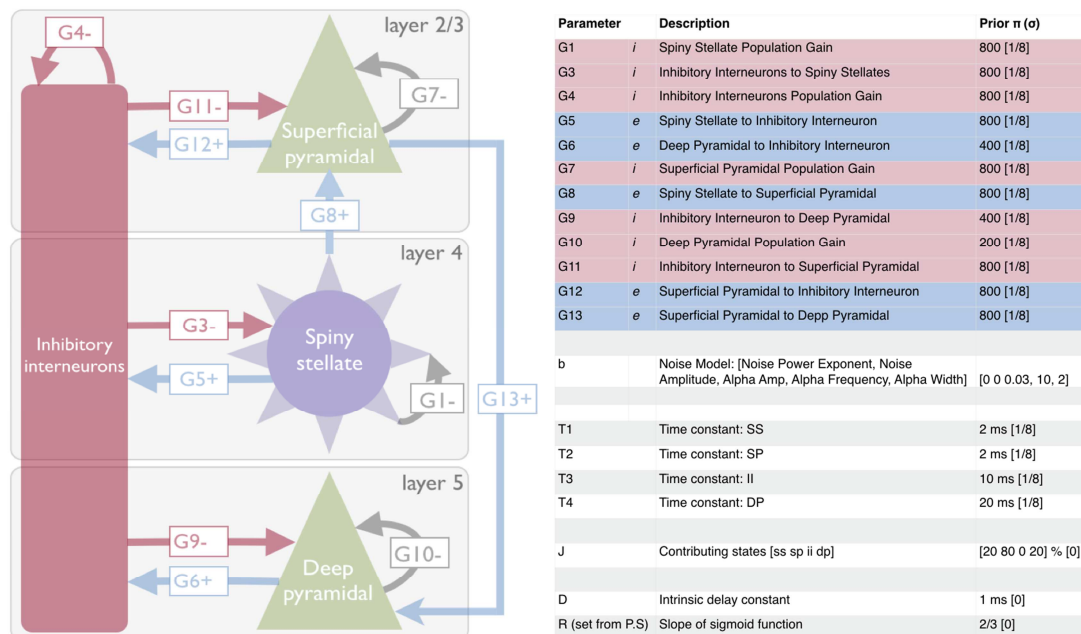 layer 2/3
G4-
G11-
G7-
Superficial
pyramidal
G12+
G8+
layer 4
G3-
Spiny
stellate
Inhibitory
interneurons
G5+
G1-
G13+
layer 5
G9-
G10-
Deep
pyramidal
G6+
Parameter Description Prior π (σ)
G1 i Spiny Stellate Population Gain 800 [1/8]
G3 i Inhibitory Interneurons to Spiny Stellates 800 [1/8]
G4 i Inhibitory Interneurons Population Gain 800 [1/8]
G5 e Spiny Stellate to Inhibitory Interneuron 800 [1/8]
G6 e Deep Pyramidal to Inhibitory Interneuron 400 [1/8]
G7 i Superficial Pyramidal Population Gain 800 [1/8]
G8 e Spiny Stellate to Superficial Pyramidal 800 [1/8]
G9 i Inhibitory Interneuron to Deep Pyramidal 400 [1/8]
G10 i Deep Pyramidal Population Gain 200 [1/8]
G11 i Inhibitory Interneuron to Superficial Pyramidal 800 [1/8]
G12 e Superficial Pyramidal to Inhibitory Interneuron 800 [1/8]
G13 e Superficial Pyramidal to Depp Pyramidal 800 [1/8]
b Noise Model: [Noise Power Exponent, Noise
Amplitude, Alpha Amp, Alpha Frequency, Alpha Width] [0 0 0.03, 10, 2]
T1 Time constant: SS 2 ms [1/8]
T2 Time constant: SP 2 ms [1/8]
T3 Time constant: II 10 ms [1/8]
T4 Time constant: DP 20 ms [1/8]
J Contributing states [ss sp ii dp] [20 80 0 20] % [0]
D Intrinsic delay constant 1 ms [0]
R (set from P.S) Slope of sigmoid function 2/3 [0]